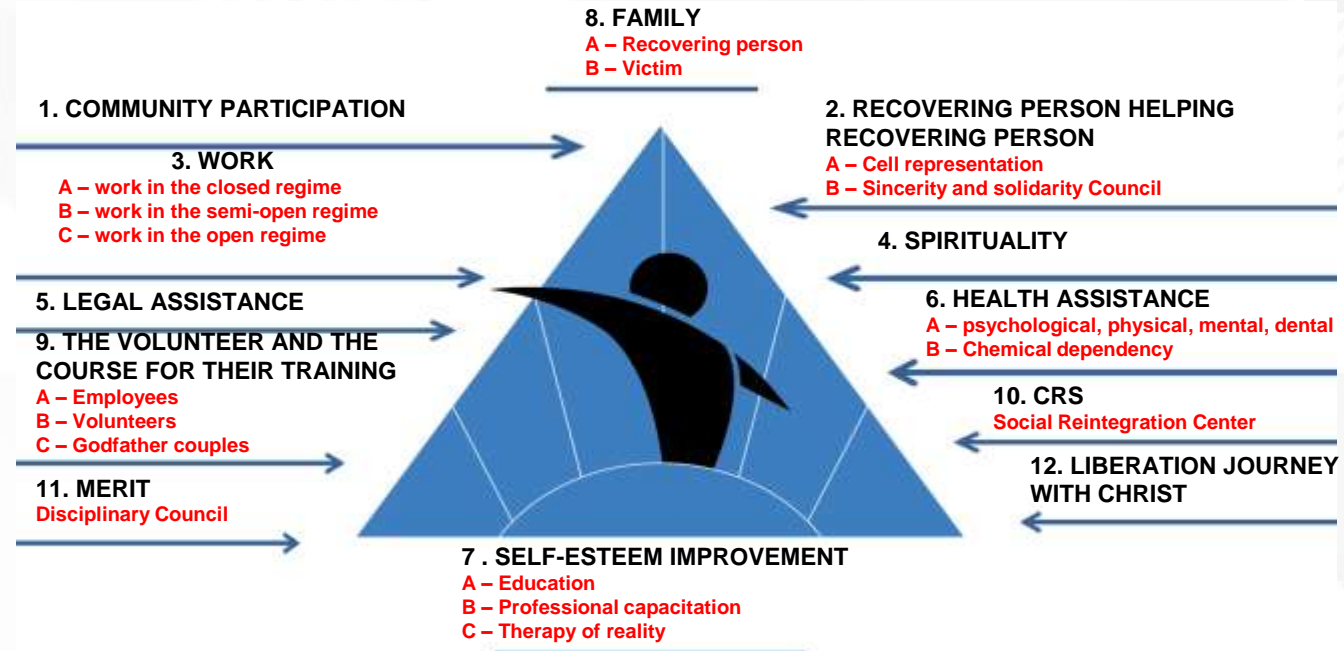 8. FAMILY
A – Recovering person
B – Victim
1. COMMUNITY PARTICIPATION
2. RECOVERING PERSON HELPING
RECOVERING PERSON
A – Cell representation
B – Sincerity and solidarity Council
3. WORK
A – work in the closed regime
B – work in the semi-open regime
C – work in the open regime
4. SPIRITUALITY
5. LEGAL ASSISTANCE
6. HEALTH ASSISTANCE
A – psychological, physical, mental, dental
B – Chemical dependency
9. THE VOLUNTEER AND THE
COURSE FOR THEIR TRAINING
A – Employees
B – Volunteers
C – Godfather couples
10. CRS
Social Reintegration Center
11. MERIT
Disciplinary Council
12. LIBERATION JOURNEY
WITH CHRIST
7 . SELF-ESTEEM IMPROVEMENT
A – Education
B – Professional capacitation
C – Therapy of reality